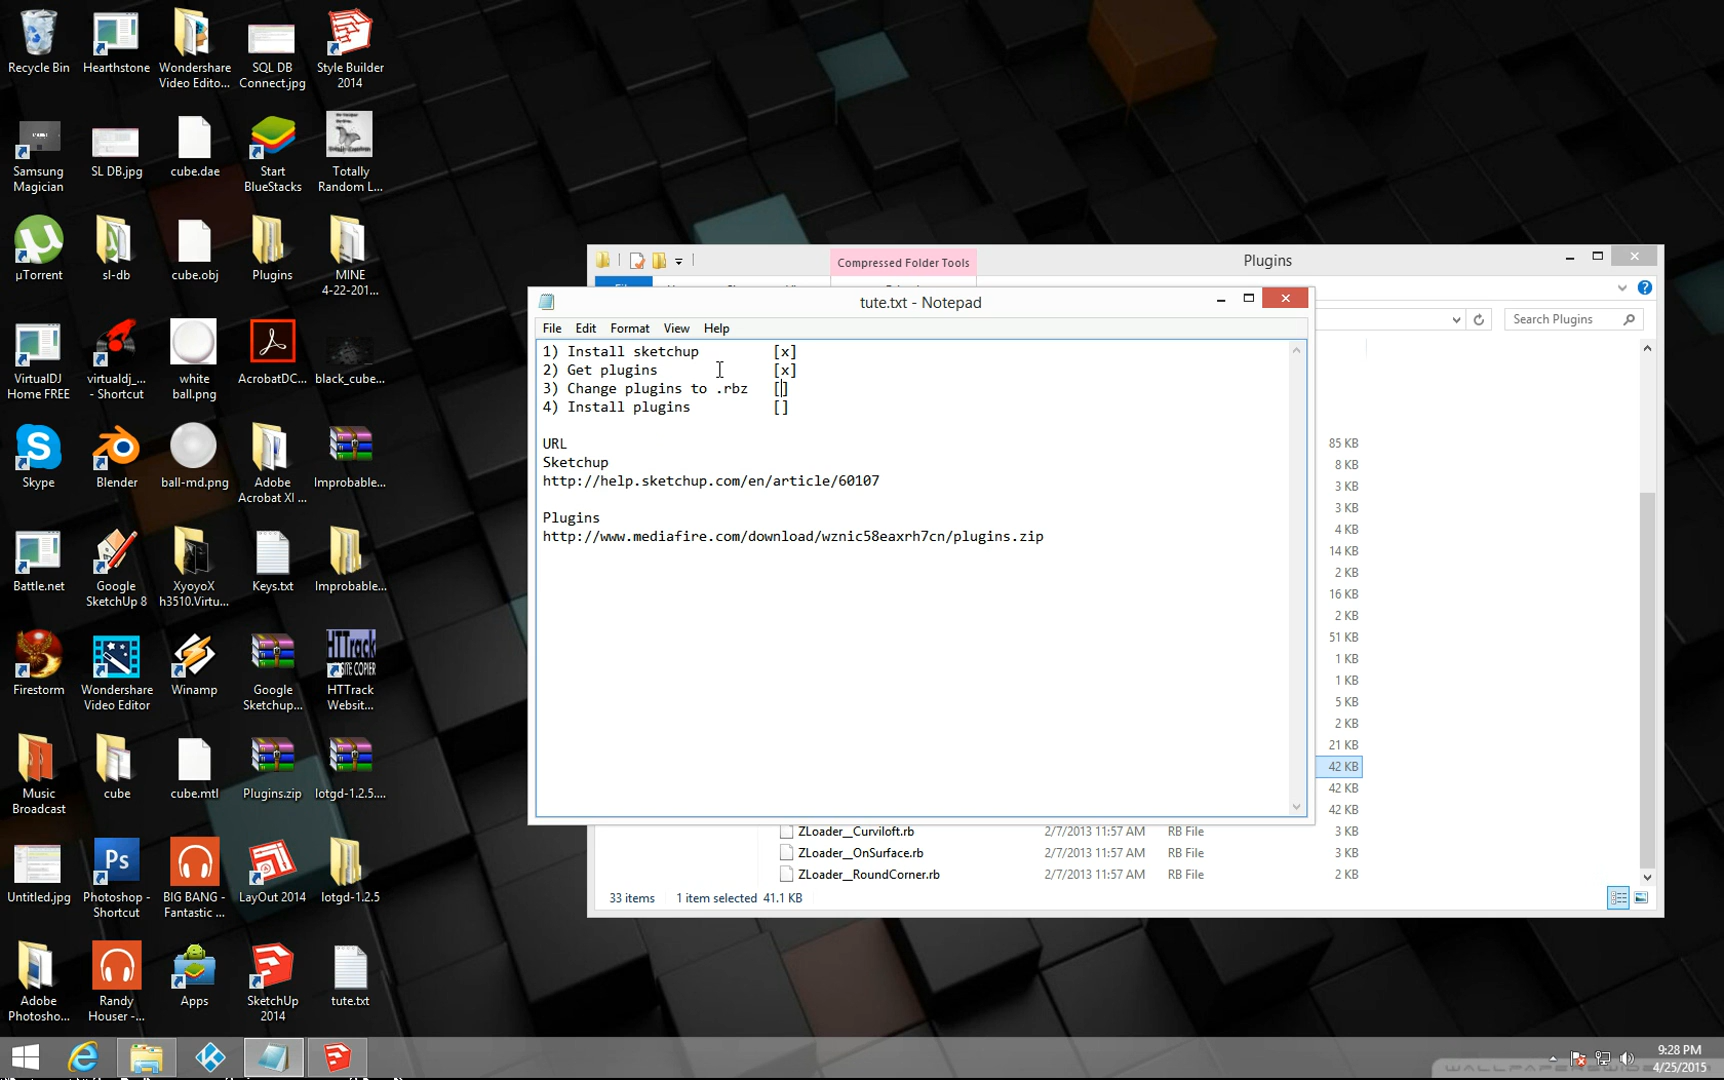 Recycle Bin
Hearthstone
Wondershare
Video Edito...
SQL DB
Connect.jpg
Style Builder
2014
Samsung
Magician
SL DB.jpg
cube.dae
Start
BlueStacks
Totally
Random L...
µTorrent
sl-db
cube.obj
Plugins
MINE
4-22-201...
VirtualDJ
Home FREE
virtualdj_...
- Shortcut
white
ball.png
AcrobatDC...
black_cube...
Skype
Blender
ball-md.png
Adobe
Acrobat XI ...
Improbable...
Battle.net
Google
SketchUp 8
XyoyoX
h3510.Virtu...
Keys.txt
Improbable...
Firestorm
Wondershare
Video Editor
Winamp
Google
Sketchup...
HTTrack
Websit...
Music
Broadcast
cube
cube.mtl
Plugins.zip
lotgd-1.2.5....
Untitled.jpg
Photoshop -
Shortcut
BIG BANG -
Fantastic ...
LayOut 2014
lotgd-1.2.5
Adobe
Photosho...
Randy
Houser -...
Apps
SketchUp
2014
tute.txt
Compressed Folder Tools
Plugins
Search Plugins
tute.txt - Notepad
File Edit Format View Help
1) Install sketchup [x]
2) Get plugins [x]
3) Change plugins to .rbz []
4) Install plugins []
URL
Sketchup
http://help.sketchup.com/en/article/60107
Plugins
http://www.mediafire.com/download/wznic58eaxrh7cn/plugins.zip
85 KB
8 KB
3 KB
3 KB
4 KB
14 KB
2 KB
16 KB
2 KB
51 KB
1 KB
1 KB
5 KB
2 KB
21 KB
42 KB
42 KB
42 KB
ZLoader__Curviloft.rb 2/7/2013 11:57 AM RB File 3 KB
ZLoader__OnSurface.rb 2/7/2013 11:57 AM RB File 3 KB
ZLoader__RoundCorner.rb 2/7/2013 11:57 AM RB File 2 KB
33 items 1 item selected 41.1 KB
9:28 PM
4/25/2015